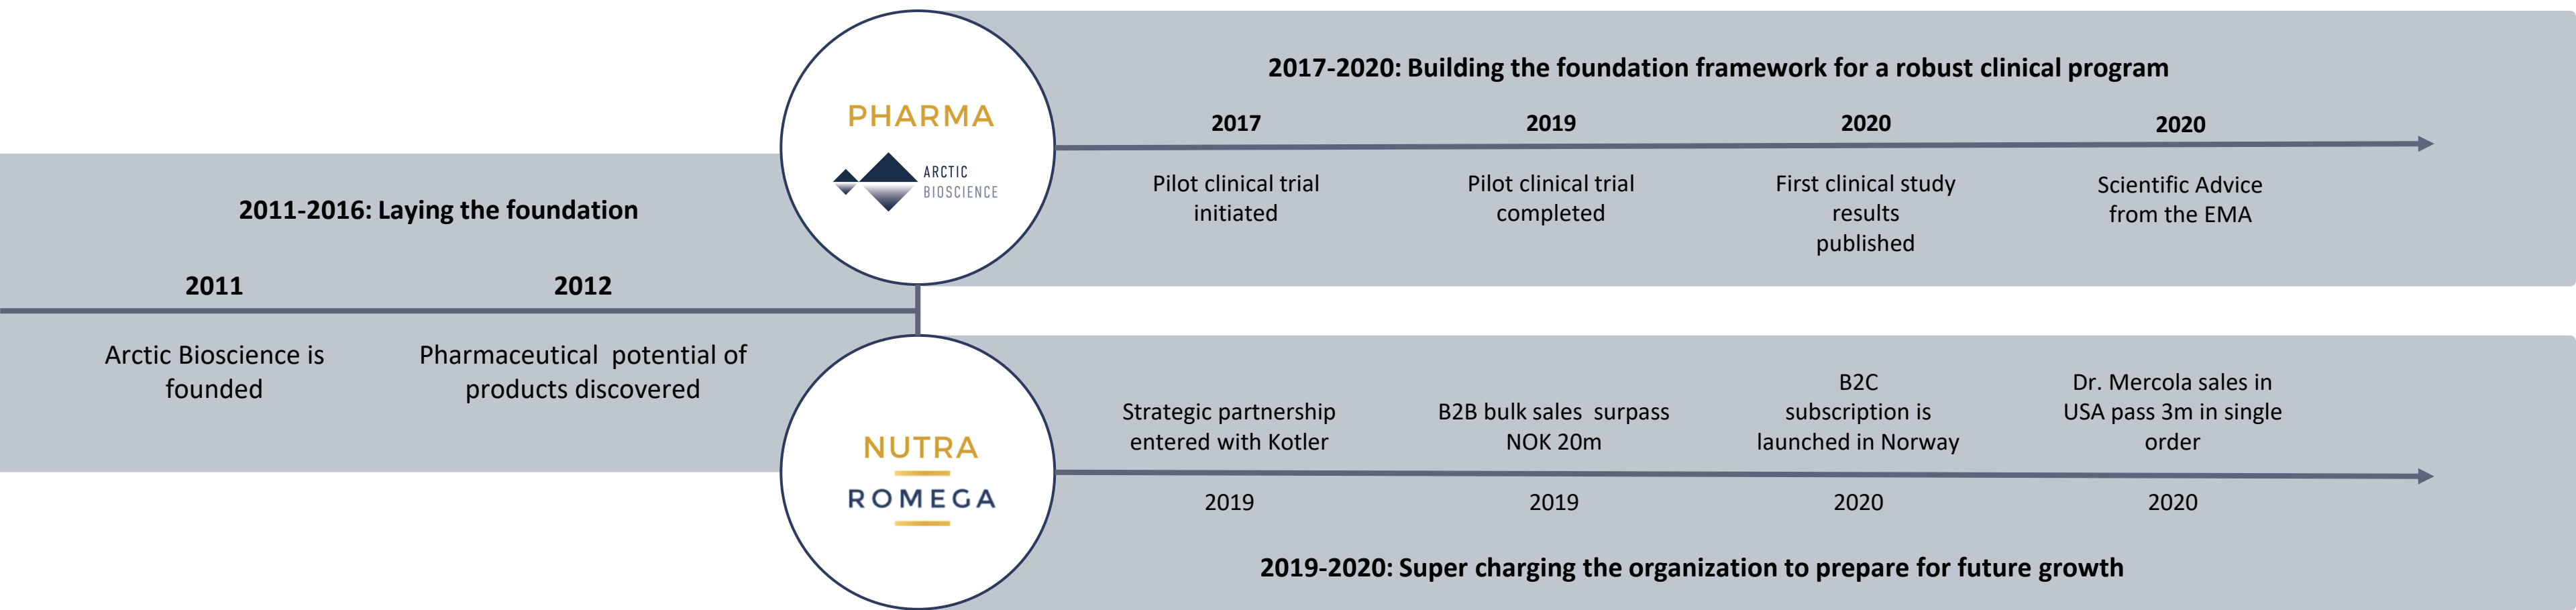 2011-2016: Laying the foundation
2011
Arctic Bioscience is
founded
2012
Pharmaceutical  potential of
products discovered
PHARMA
ARCTIC
BIOSCIENCE
2017-2020: Building the foundation framework for a robust clinical program
2017
Pilot clinical trial
initiated
2019
Pilot clinical trial
completed
2020
First clinical study
results
published
2020
Scientific Advice
from the EMA
NUTRA
ROMEGA
Strategic partnership
entered with Kotler
2019
B2B bulk sales  surpass
NOK 20m
2019
B2C
subscription is
launched in Norway
2020
Dr. Mercola sales in
USA pass 3m in single
order
2020
2019-2020: Super charging the organization to prepare for future growth